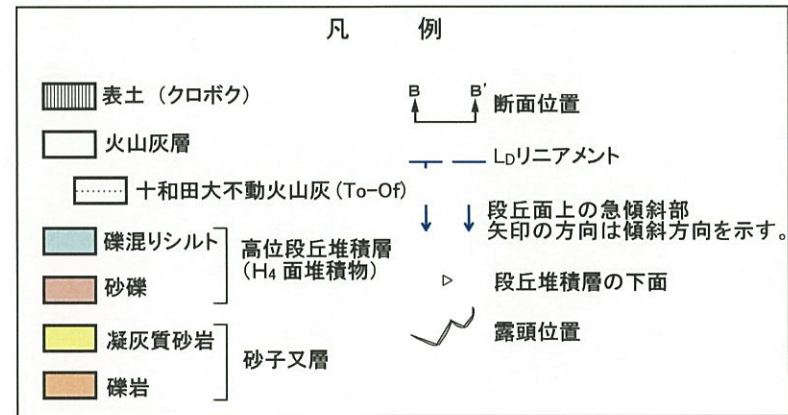 凡 例
表土（クロボク）
火山灰層
十和田大不動火山灰（To-Of）
礫混りシルト
砂礫
高位段丘堆積層
（H4 面堆積物）
凝灰質砂岩
礫岩
砂子又層
B B'
断面位置
LDリニアメント
段丘面上の急傾斜部
矢印の方向は傾斜方向を示す。
段丘堆積層の下面
露頭位置